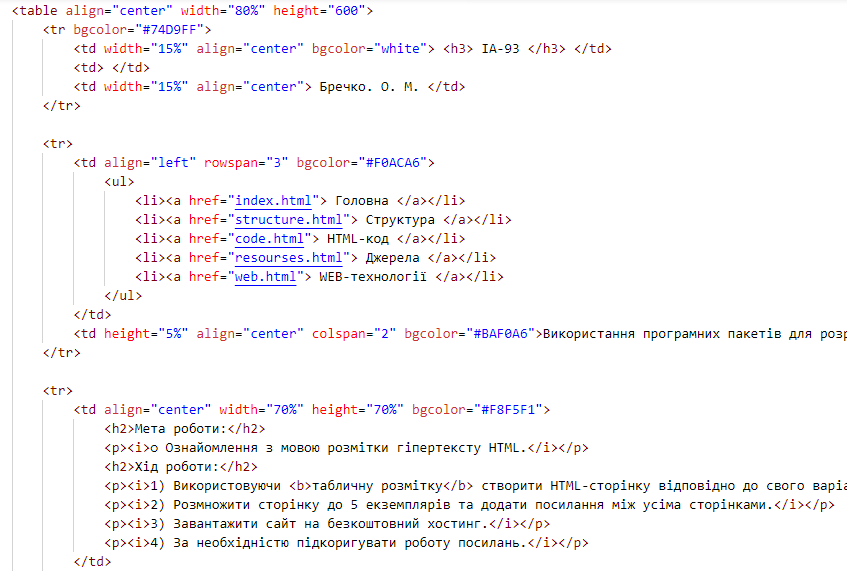 <table align="center" width="80%" height="600">
<tr bgcolor="#74D9FF">
<td width="15%" align="center" bgcolor="white"> <h3> ІА-93 </h3> </td>
<td> </td>
<td width="15%" align="center"> Бречко. О. М. </td>
</tr>
<tr>
<td align="left" rowspan="3" bgcolor="#F0ACA6">
<ul>
<li><a href="index.html"> Головна </a></li>
<li><a href="structure.html"> Структура </a></li>
<li><a href="code.html"> HTML-код </a></li>
<li><a href="resourses.html"> Джерела </a></li>
<li><a href="web.html"> WEB-технології </a></li>
</ul>
</td>
<td height="5%" align="center" colspan="2" bgcolor="#BAF0A6">Використання програмних пакетів для
</tr>
<tr>
<td align="center" width="70%" height="70%" bgcolor="#F8F5F1">
<h2>Мета роботи:</h2>
<p><i>o Ознайомлення з мовою розмітки гіпертексту HTML.</i></p>
<h2>Хід роботи:</h2>
<p><i>1) Використовуючи <b>табличну розмітку</b> створити HTML-сторінку відповідно до свого
<p><i>2) Розмножити сторінку до 5 екземплярів та додати посилання між усіма сторінками.</i></p>
<p><i>3) Завантажити сайт на безкоштовний хостинг.</i></p>
<p><i>4) За необхідністю підкоригувати роботу посилань.</i></p>
</td>